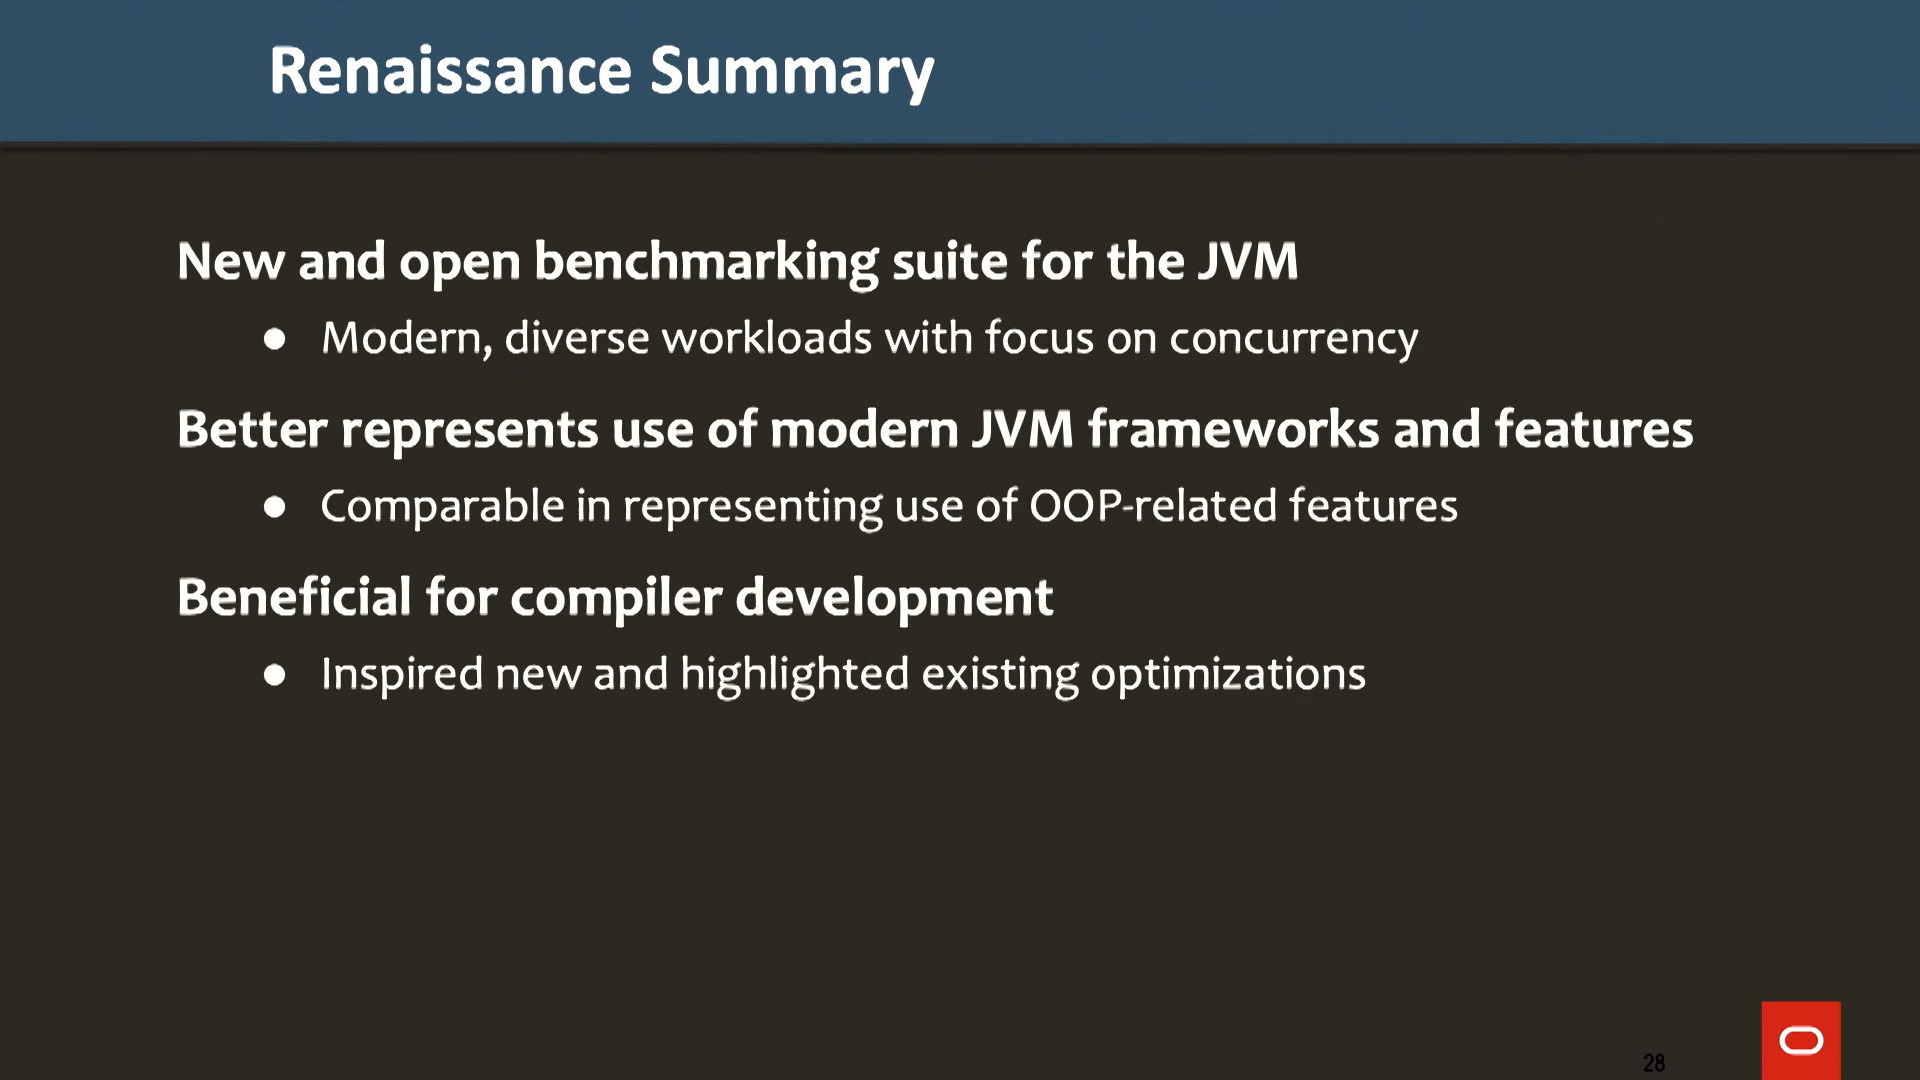 Renaissance Summary
New and open benchmarking suite for the JVM
● Modern, diverse workloads with focus on concurrency
Better represents use of modern JVM frameworks and features
● Comparable in representing use of OOP-related features
Beneficial for compiler development
● Inspired new and highlighted existing optimizations
28